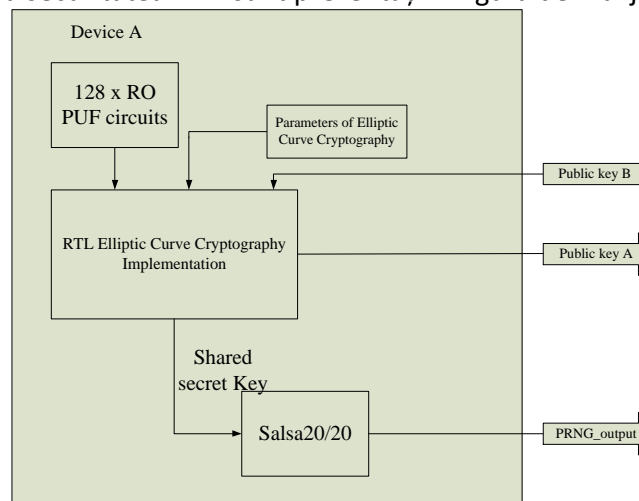 Device A
128 x RO
PUF circuits
Parameters of Elliptic
Curve Cryptography
Public key B
RTL Elliptic Curve Cryptography
Implementation
Public key A
Shared
secret Key
Salsa20/20
PRNG_output